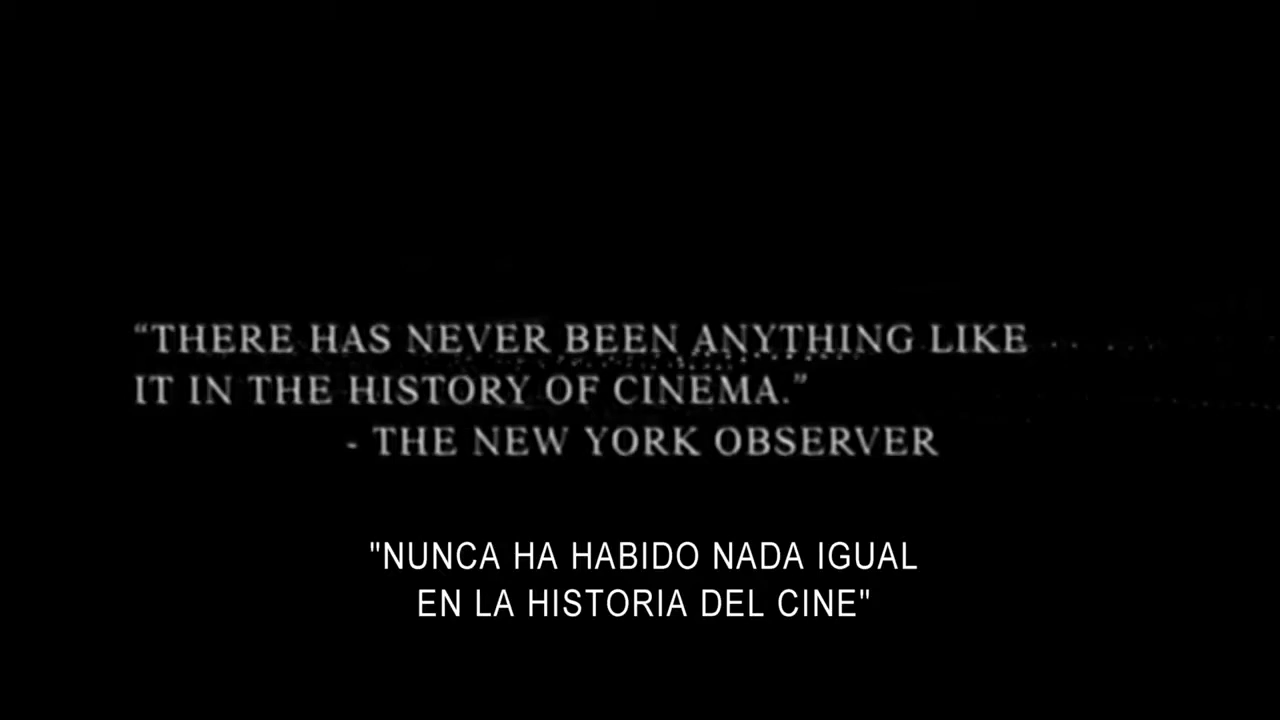 “THERE HAS NEVER BEEN ANYTHING LIKE
IT IN THE HISTORY OF CINEMA.”
- THE NEW YORK OBSERVER
"NUNCA HA HABIDO NADA IGUAL
EN LA HISTORIA DEL CINE"